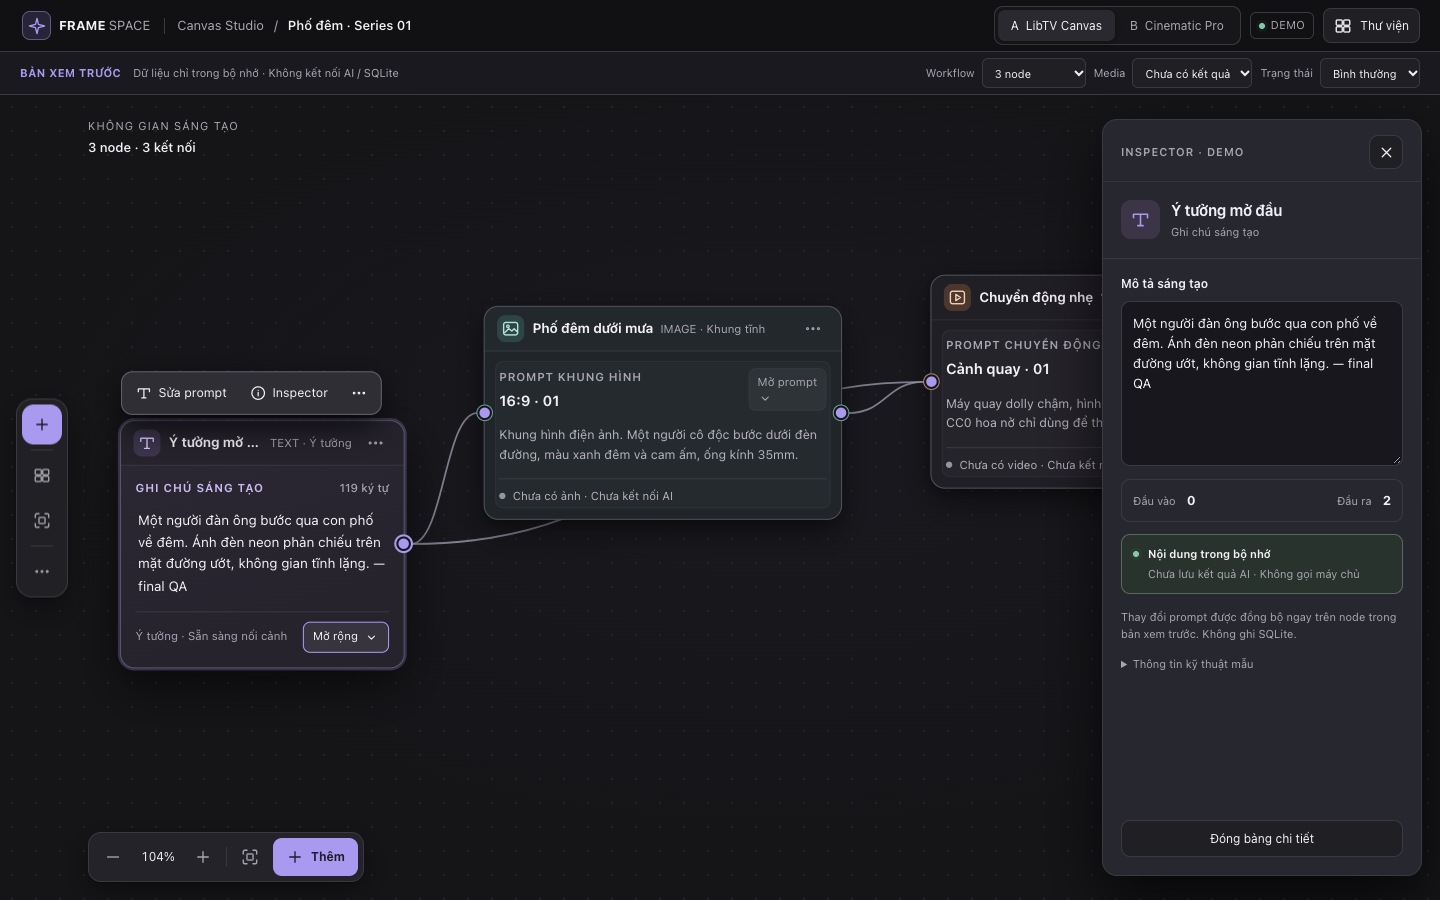 FRAME SPACE
Canvas Studio / Phố đêm · Series 01
A LibTV Canvas
B Cinematic Pro
DEMO
Thư viện
BẢN XEM TRƯỚC
Dữ liệu chỉ trong bộ nhớ · Không kết nối AI / SQLite
Workflow
3 node
Media
Chưa có kết quả
Trạng thái
Bình thường
KHÔNG GIAN SÁNG TẠO
3 node · 3 kết nối
Sửa prompt
Inspector
Ý tưởng mở ...
TEXT · Ý tưởng
GHI CHÚ SÁNG TẠO
119 ký tự
Một người đàn ông bước qua con phố
về đêm. Ánh đèn neon phản chiếu trên
mặt đường ướt, không gian tĩnh lặng. —
final QA
Ý tưởng · Sẵn sàng nối cảnh
Mở rộng
Phố đêm dưới mưa
IMAGE · Khung tĩnh
PROMPT KHUNG HÌNH
16:9 · 01
Mở prompt
Khung hình điện ảnh. Một người cô độc bước dưới đèn
đường, màu xanh đêm và cam ấm, ống kính 35mm.
Chưa có ảnh · Chưa kết nối AI
Chuyển động nhẹ
PROMPT CHUYỂN ĐỘNG
Cảnh quay · 01
Máy quay dolly chậm, hình
CC0 hoa nở chỉ dùng để th
Chưa có video · Chưa kết n
INSPECTOR · DEMO
Ý tưởng mở đầu
Ghi chú sáng tạo
Mô tả sáng tạo
Một người đàn ông bước qua con phố về
đêm. Ánh đèn neon phản chiếu trên mặt
đường ướt, không gian tĩnh lặng. — final
QA
Đầu vào 0
Đầu ra 2
Nội dung trong bộ nhớ
Chưa lưu kết quả AI · Không gọi máy chủ
Thay đổi prompt được đồng bộ ngay trên node trong
bản xem trước. Không ghi SQLite.
Thông tin kỹ thuật mẫu
Đóng bảng chi tiết
104%
Thêm